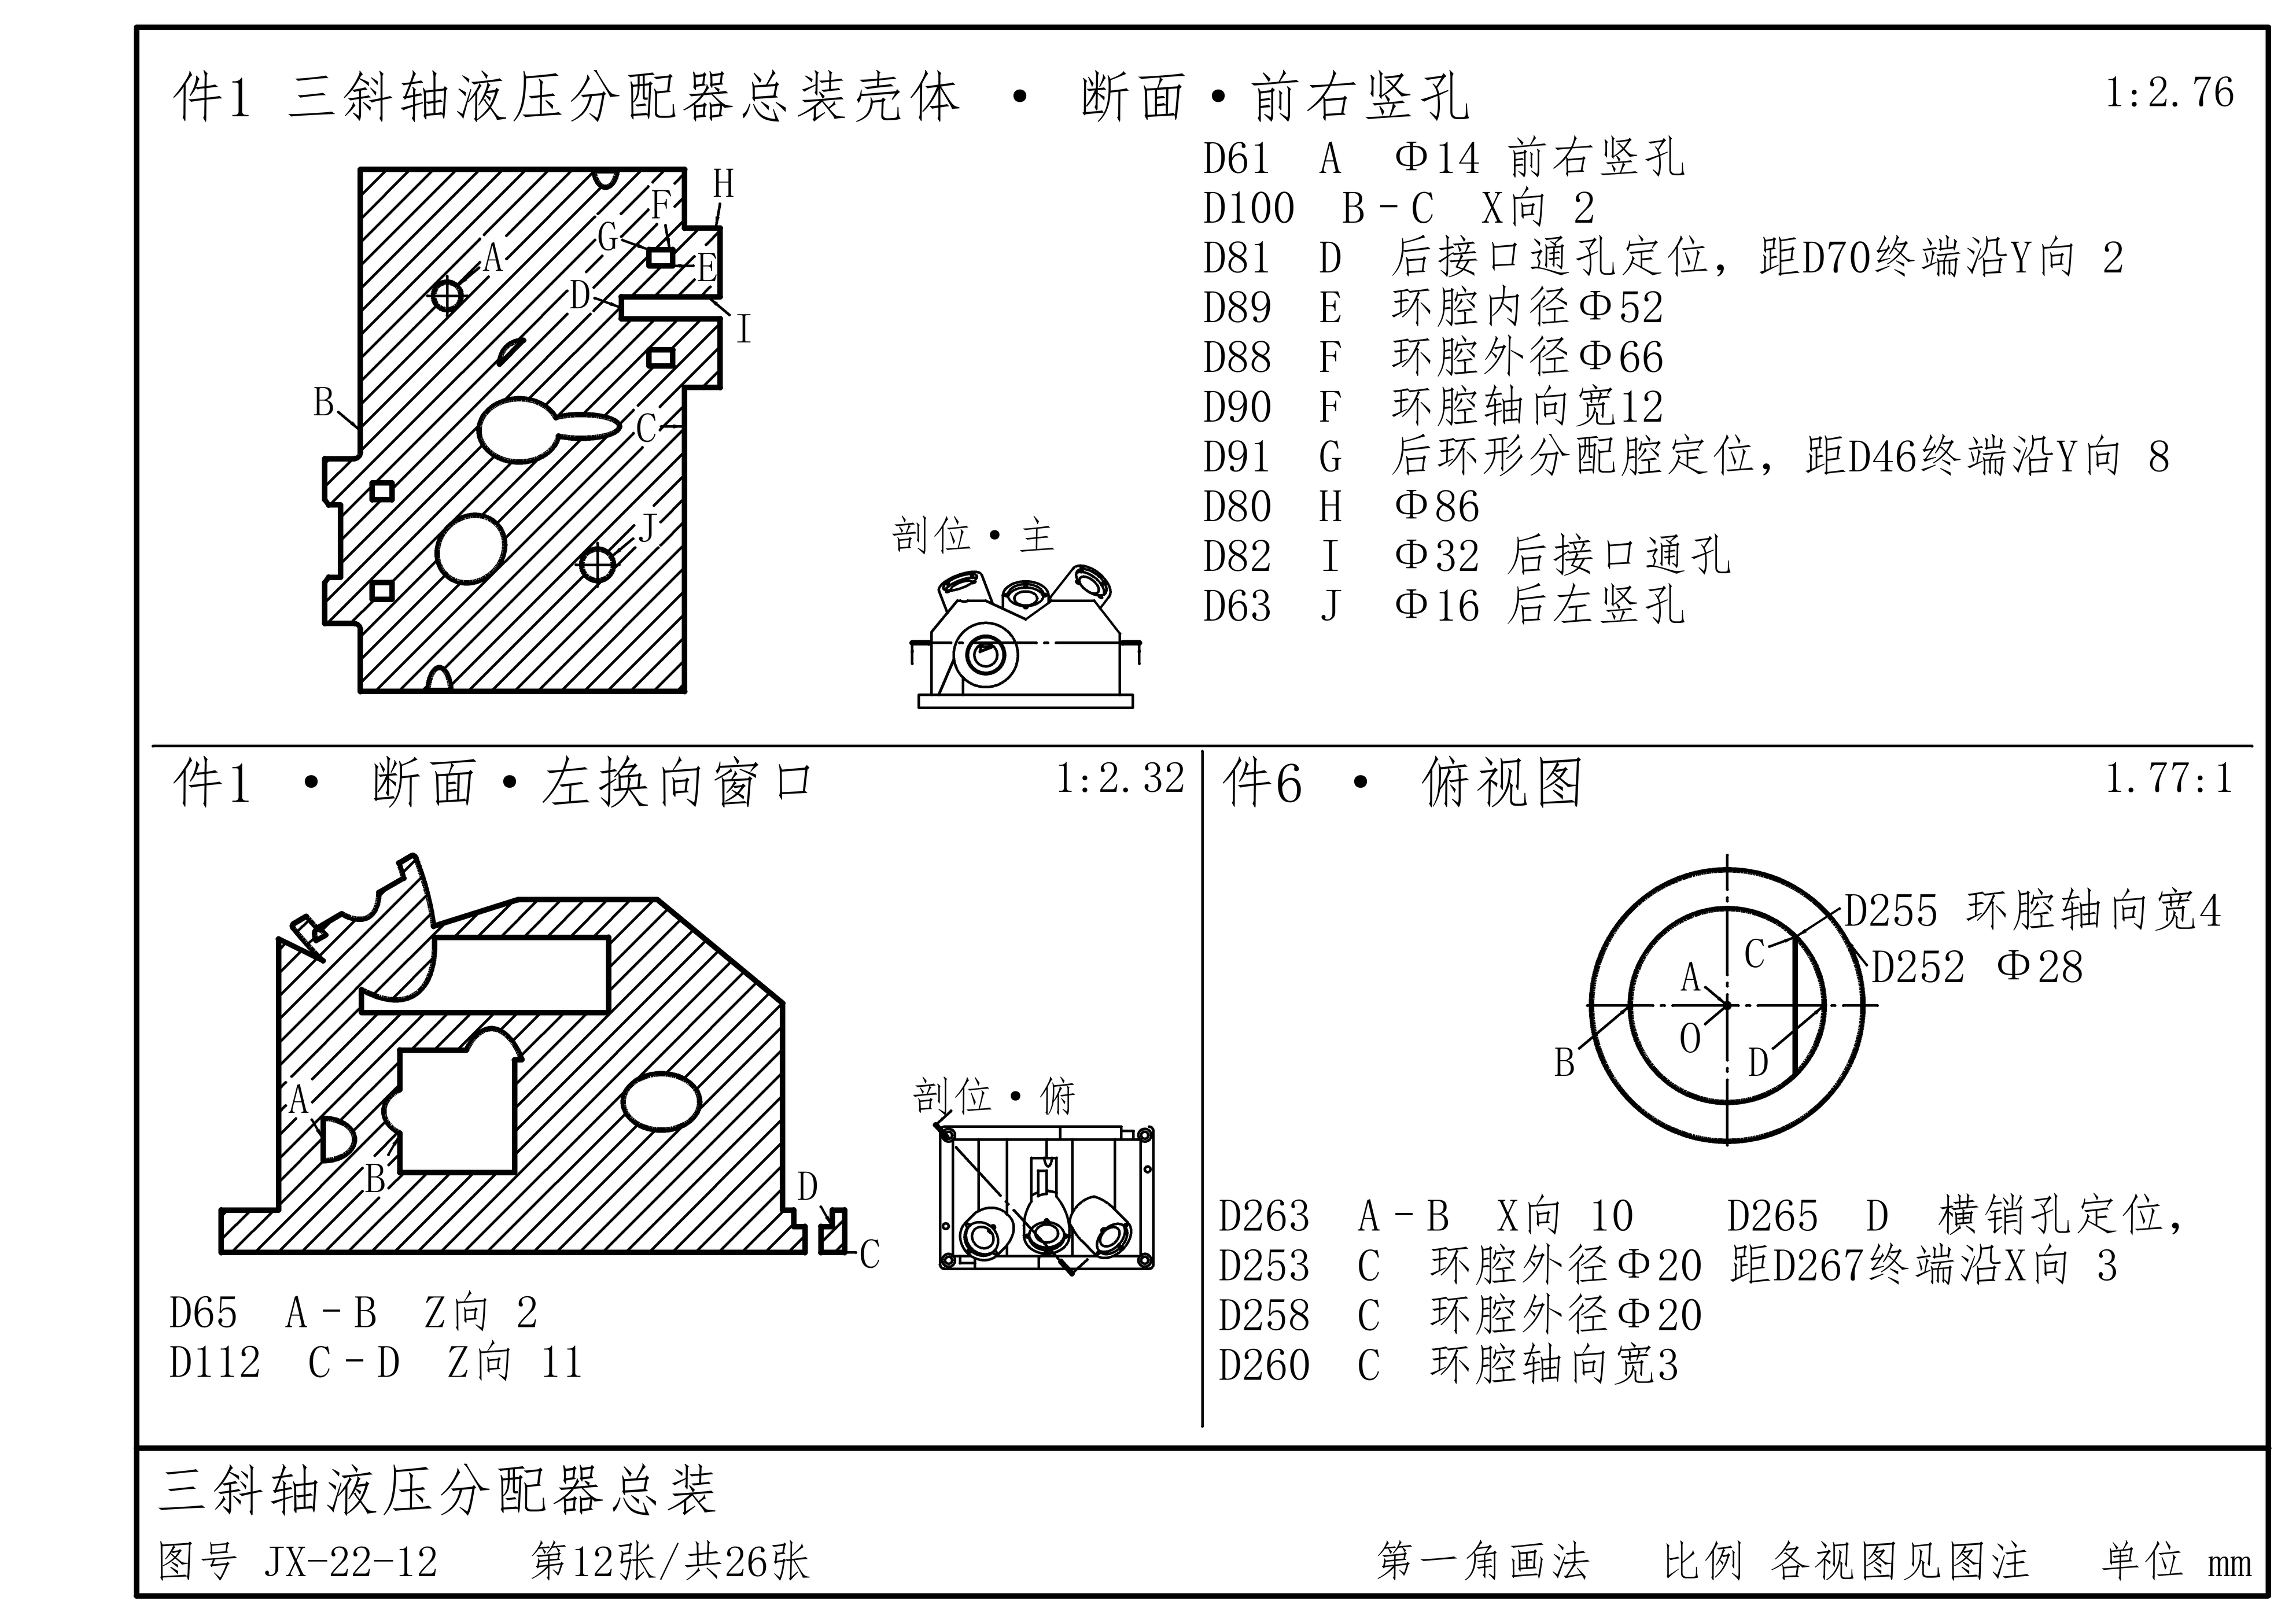 件1 三斜轴液压分配器总装壳体 · 断面·前右竖孔 1:2.76
D61 A Φ14 前右竖孔
D100 B-C X向 2
D81 D 后接口通孔定位, 距D70终端沿Y向 2
D89 E 环腔内径Φ52
D88 F 环腔外径Φ66
D90 F 环腔轴向宽12
D91 G 后环形分配腔定位, 距D46终端沿Y向 8
D80 H Φ86
D82 I Φ32 后接口通孔
D63 J Φ16 后左竖孔
H
F
G
A
E
D
I
B
C
J
剖位·主
件1 · 断面·左换向窗口 1:2.32
A
B
D
C
剖位·俯
D65 A-B Z向 2
D112 C-D Z向 11
件6 · 俯视图 1.77:1
D255 环腔轴向宽4
C
D252 Φ28
A
O
B
D
D263 A-B X向 10
D253 C 环腔外径Φ20
D258 C 环腔外径Φ20
D260 C 环腔轴向宽3
D265 D 横销孔定位,
距D267终端沿X向 3
三斜轴液压分配器总装
图号 JX-22-12 第12张/共26张 第一角画法 比例 各视图见图注 单位 mm